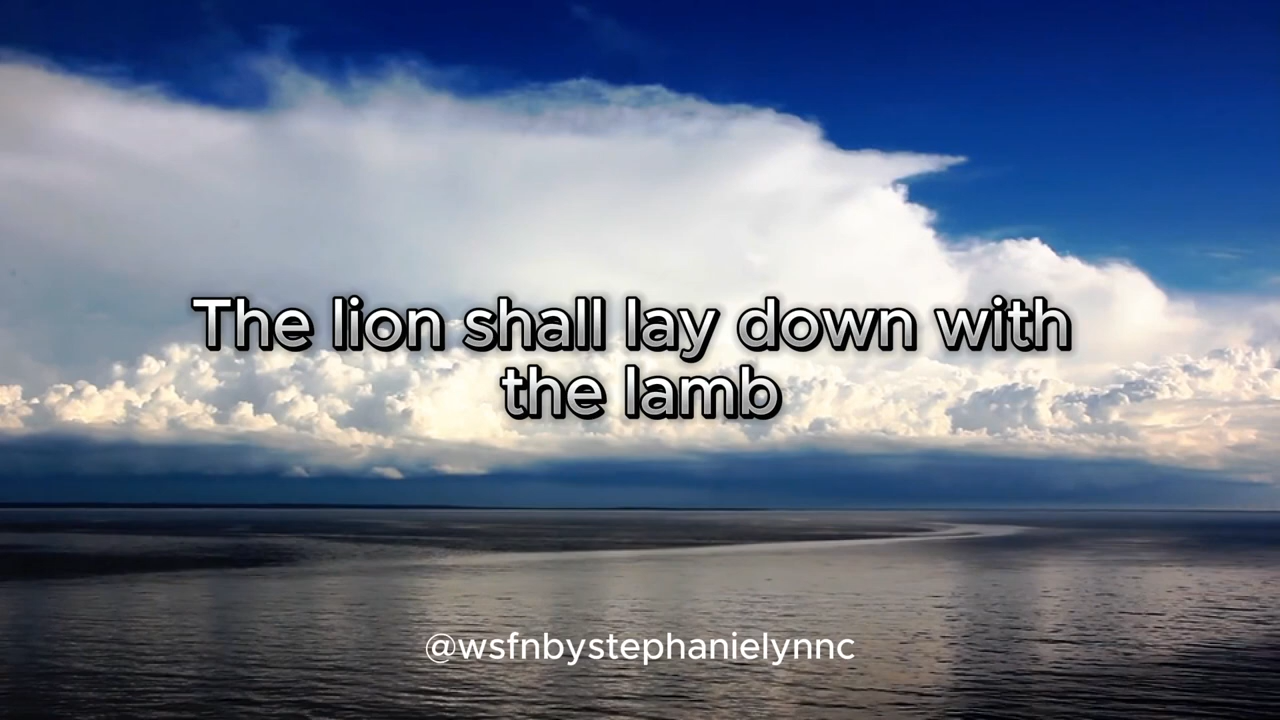 The lion shall lay down with
the lamb
@wsfnbystephanielynnc